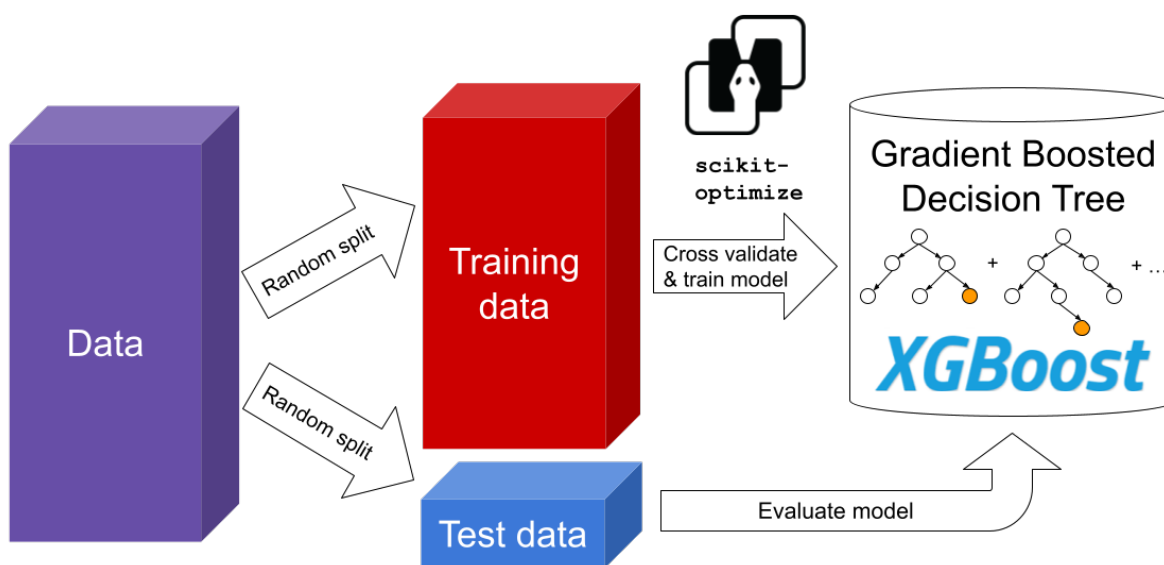 Data
Random split
Random split
Training
data
Test data
scikit-
optimize
Cross validate
& train model
Evaluate model
Gradient Boosted
Decision Tree
+
+ ...
XGBoost